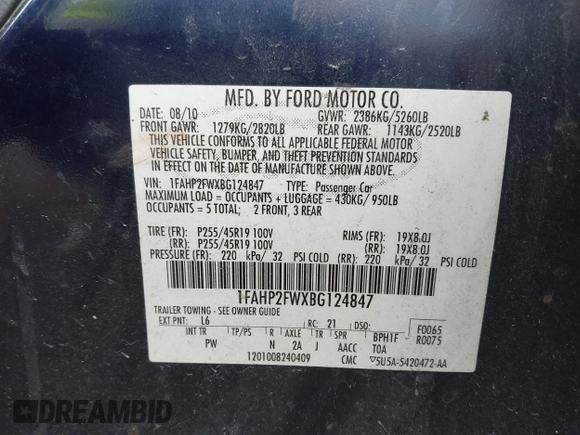 MFD. BY FORD MOTOR CO.
DATE: 08/10 GVWR: 2386KG/5260LB
FRONT GAWR: 1279KG/2820LB REAR GAWR: 1143KG/2520LB
THIS VEHICLE CONFORMS TO ALL APPLICABLE FEDERAL MOTOR
VEHICLE SAFETY, BUMPER, AND THEFT PREVENTION STANDARDS
IN EFFECT ON THE DATE OF MANUFACTURE SHOWN ABOVE.
VIN: 1FAHP2FWXBG124847 TYPE: Passenger Car
MAXIMUM LOAD = OCCUPANTS + LUGGAGE = 430KG/ 950LB
OCCUPANTS = 5 TOTAL; 2 FRONT, 3 REAR
TIRE (FR): P255/45R19 100V RIMS (FR): 19X8.0J
(RR): P255/45R19 100V (RR): 19X8.0J
PRESSURE (FR): 220 kPa/ 32 PSI COLD (RR): 220 kPa/ 32 PSI COLD
1FAHP2FWXBG124847
TRAILER TOWING - SEE OWNER GUIDE
EXT PNT: L6 RC: 21 DSO: F0065
INT TR TP/PS R AXLE TR SPR BPH1F R0075
PW N 2A J AACC TOA
1201008240409 CMC 5U5A-5420472-AA
DREAMBID